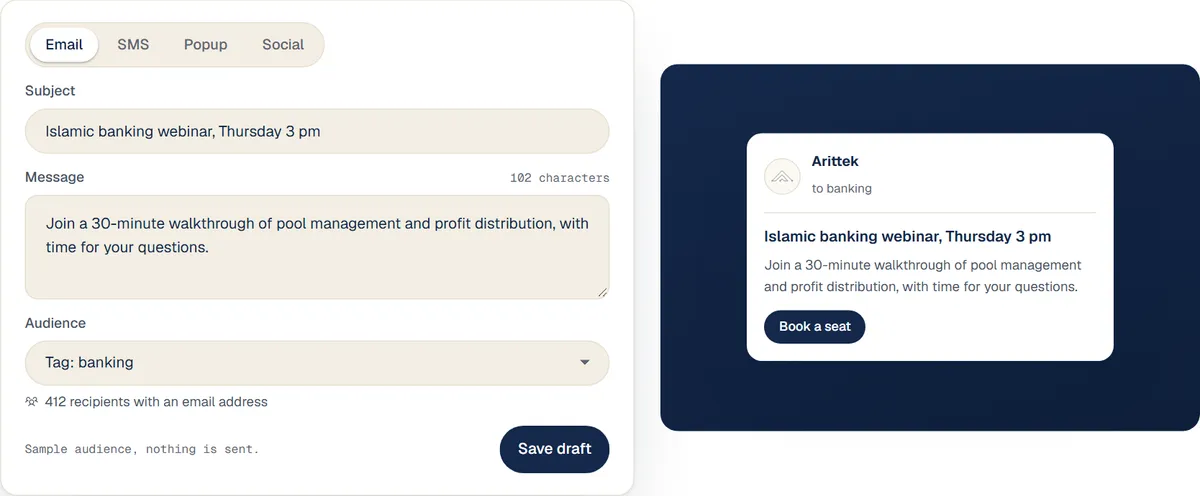 Email
SMS
Popup
Social
Subject
Islamic banking webinar, Thursday 3 pm
Message
102 characters
Join a 30-minute walkthrough of pool management and profit distribution, with
time for your questions.
Audience
Tag: banking
412 recipients with an email address
Sample audience, nothing is sent.
Save draft
Arittek
to banking
Islamic banking webinar, Thursday 3 pm
Join a 30-minute walkthrough of pool management
and profit distribution, with time for your questions.
Book a seat